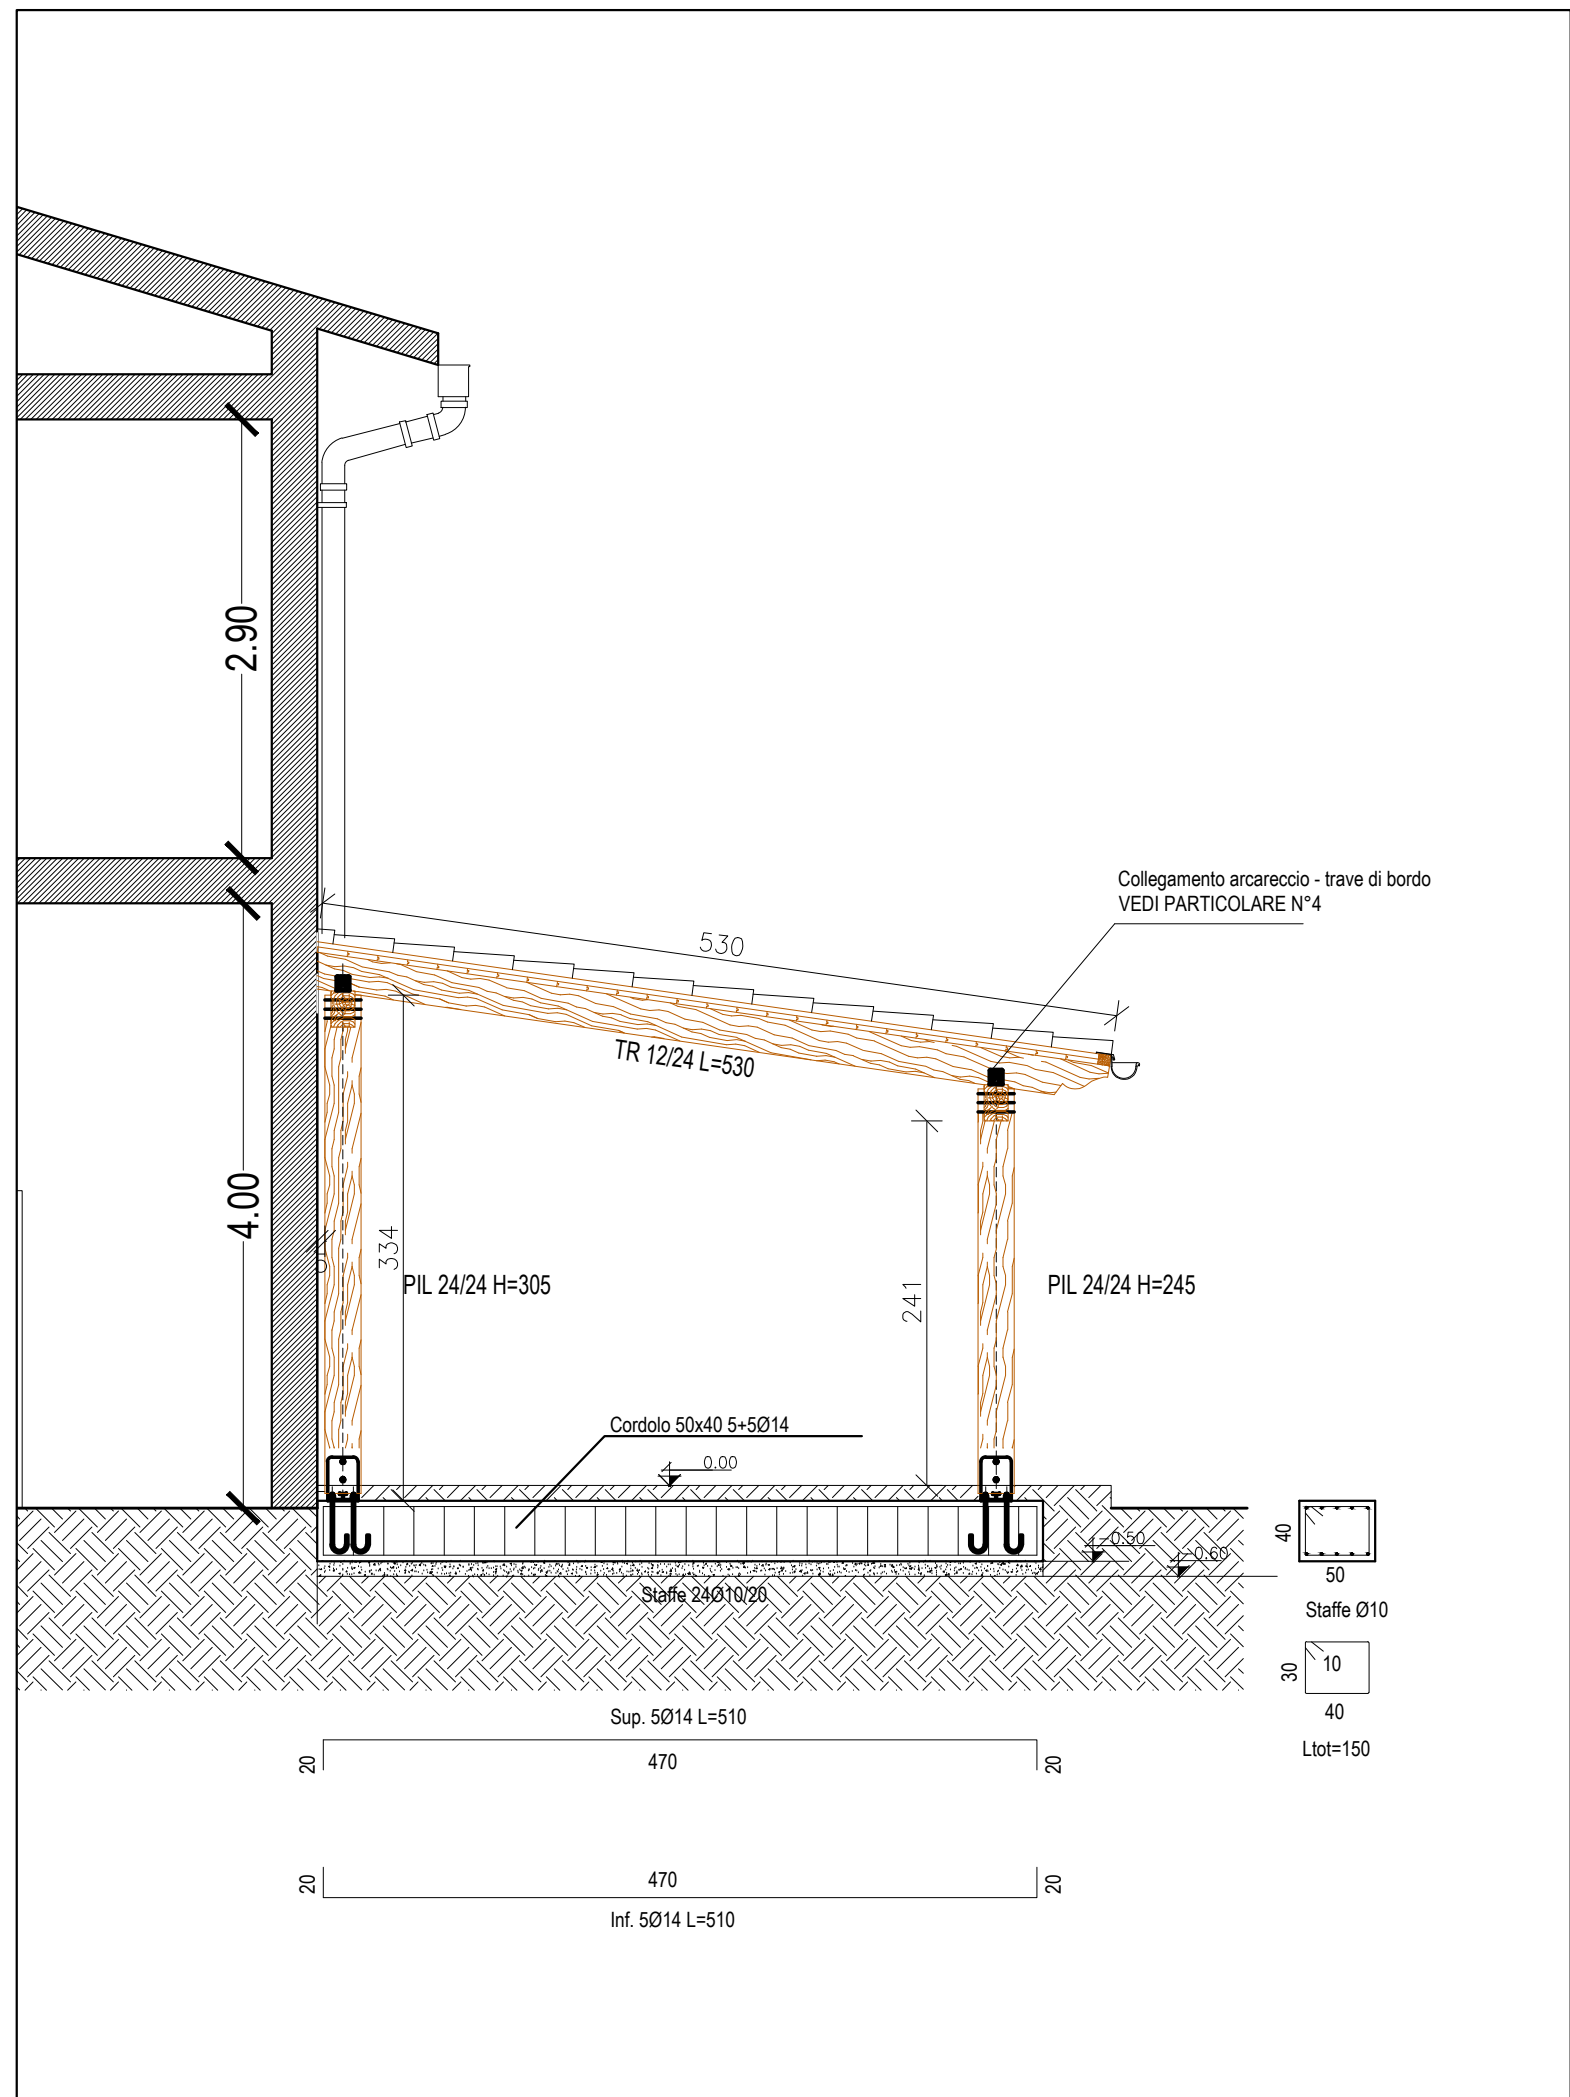 2.90
Collegamento arcareccio - trave di bordo
VEDI PARTICOLARE N°4
530
TR 12/24 L=530
4.00
5
334
PIL 24/24 H=305
241
PIL 24/24 H=245
Cordolo 50x40 5+5Ø14
0.00
-0.50
-0.60
Staffe 24Ø10/20
40
50
Staffe Ø10
30
10
40
Ltot=150
Sup. 5Ø14 L=510
20
470
20
20
470
20
Inf. 5Ø14 L=510